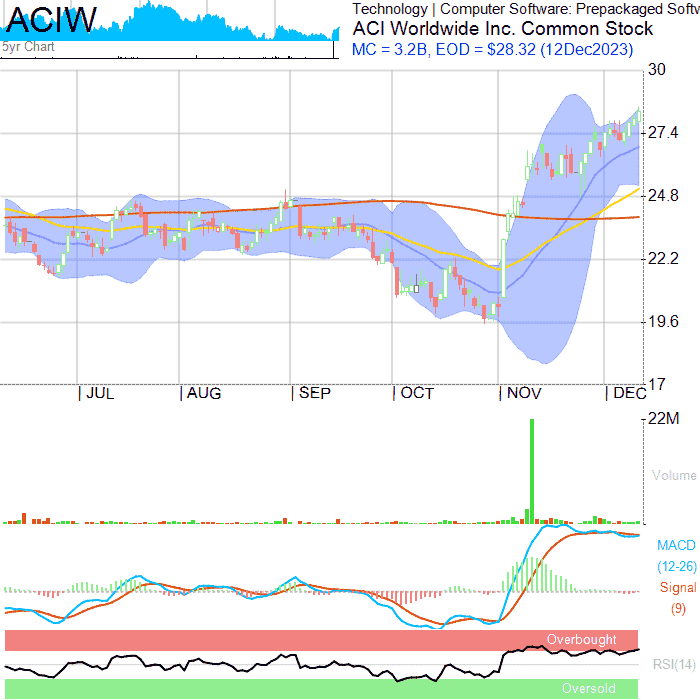 ACIW
5yr Chart
Technology | Computer Software: Prepackaged Softw
ACI Worldwide Inc. Common Stock
MC = 3.2B, EOD = $28.32 (12Dec2023)
30
27.4
24.8
22.2
19.6
17
| JUL | AUG | SEP | OCT | NOV | DEC
22M
Volume
MACD
(12-26)
Signal
(9)
Overbought
RSI(14)
Oversold